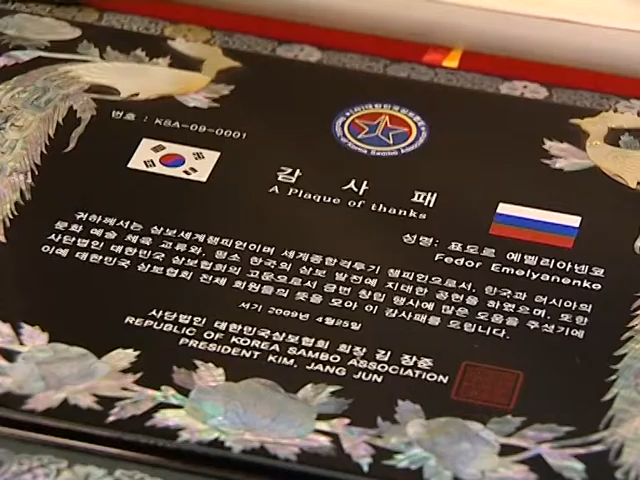 번호 : KSA-09-0001
감 사 패
A Plaque of thanks
성명: 표도르 에멜리아넨코
Fedor Emelyanenko
귀하께서는 삼보세계챔피언이며 세계종합격투기 챔피언으로서, 한국과 러시아의
문화 예술 체육 교류와, 평소 한국의 삼보 발전에 지대한 공헌을 하였으며, 또한
사단법인 대한민국 삼보협회의 고문으로서 금번 창립 행사에 많은 도움을 주셨기에
이에 대한민국 삼보협회 전체 회원들의 뜻을 모아 이 감사패를 드립니다.
서기 2009년 4월25일
사단법인 대한민국삼보협회 회장 김 장준
REPUBLIC OF KOREA SAMBO ASSOCIATION
PRESIDENT KIM, JANG JUN